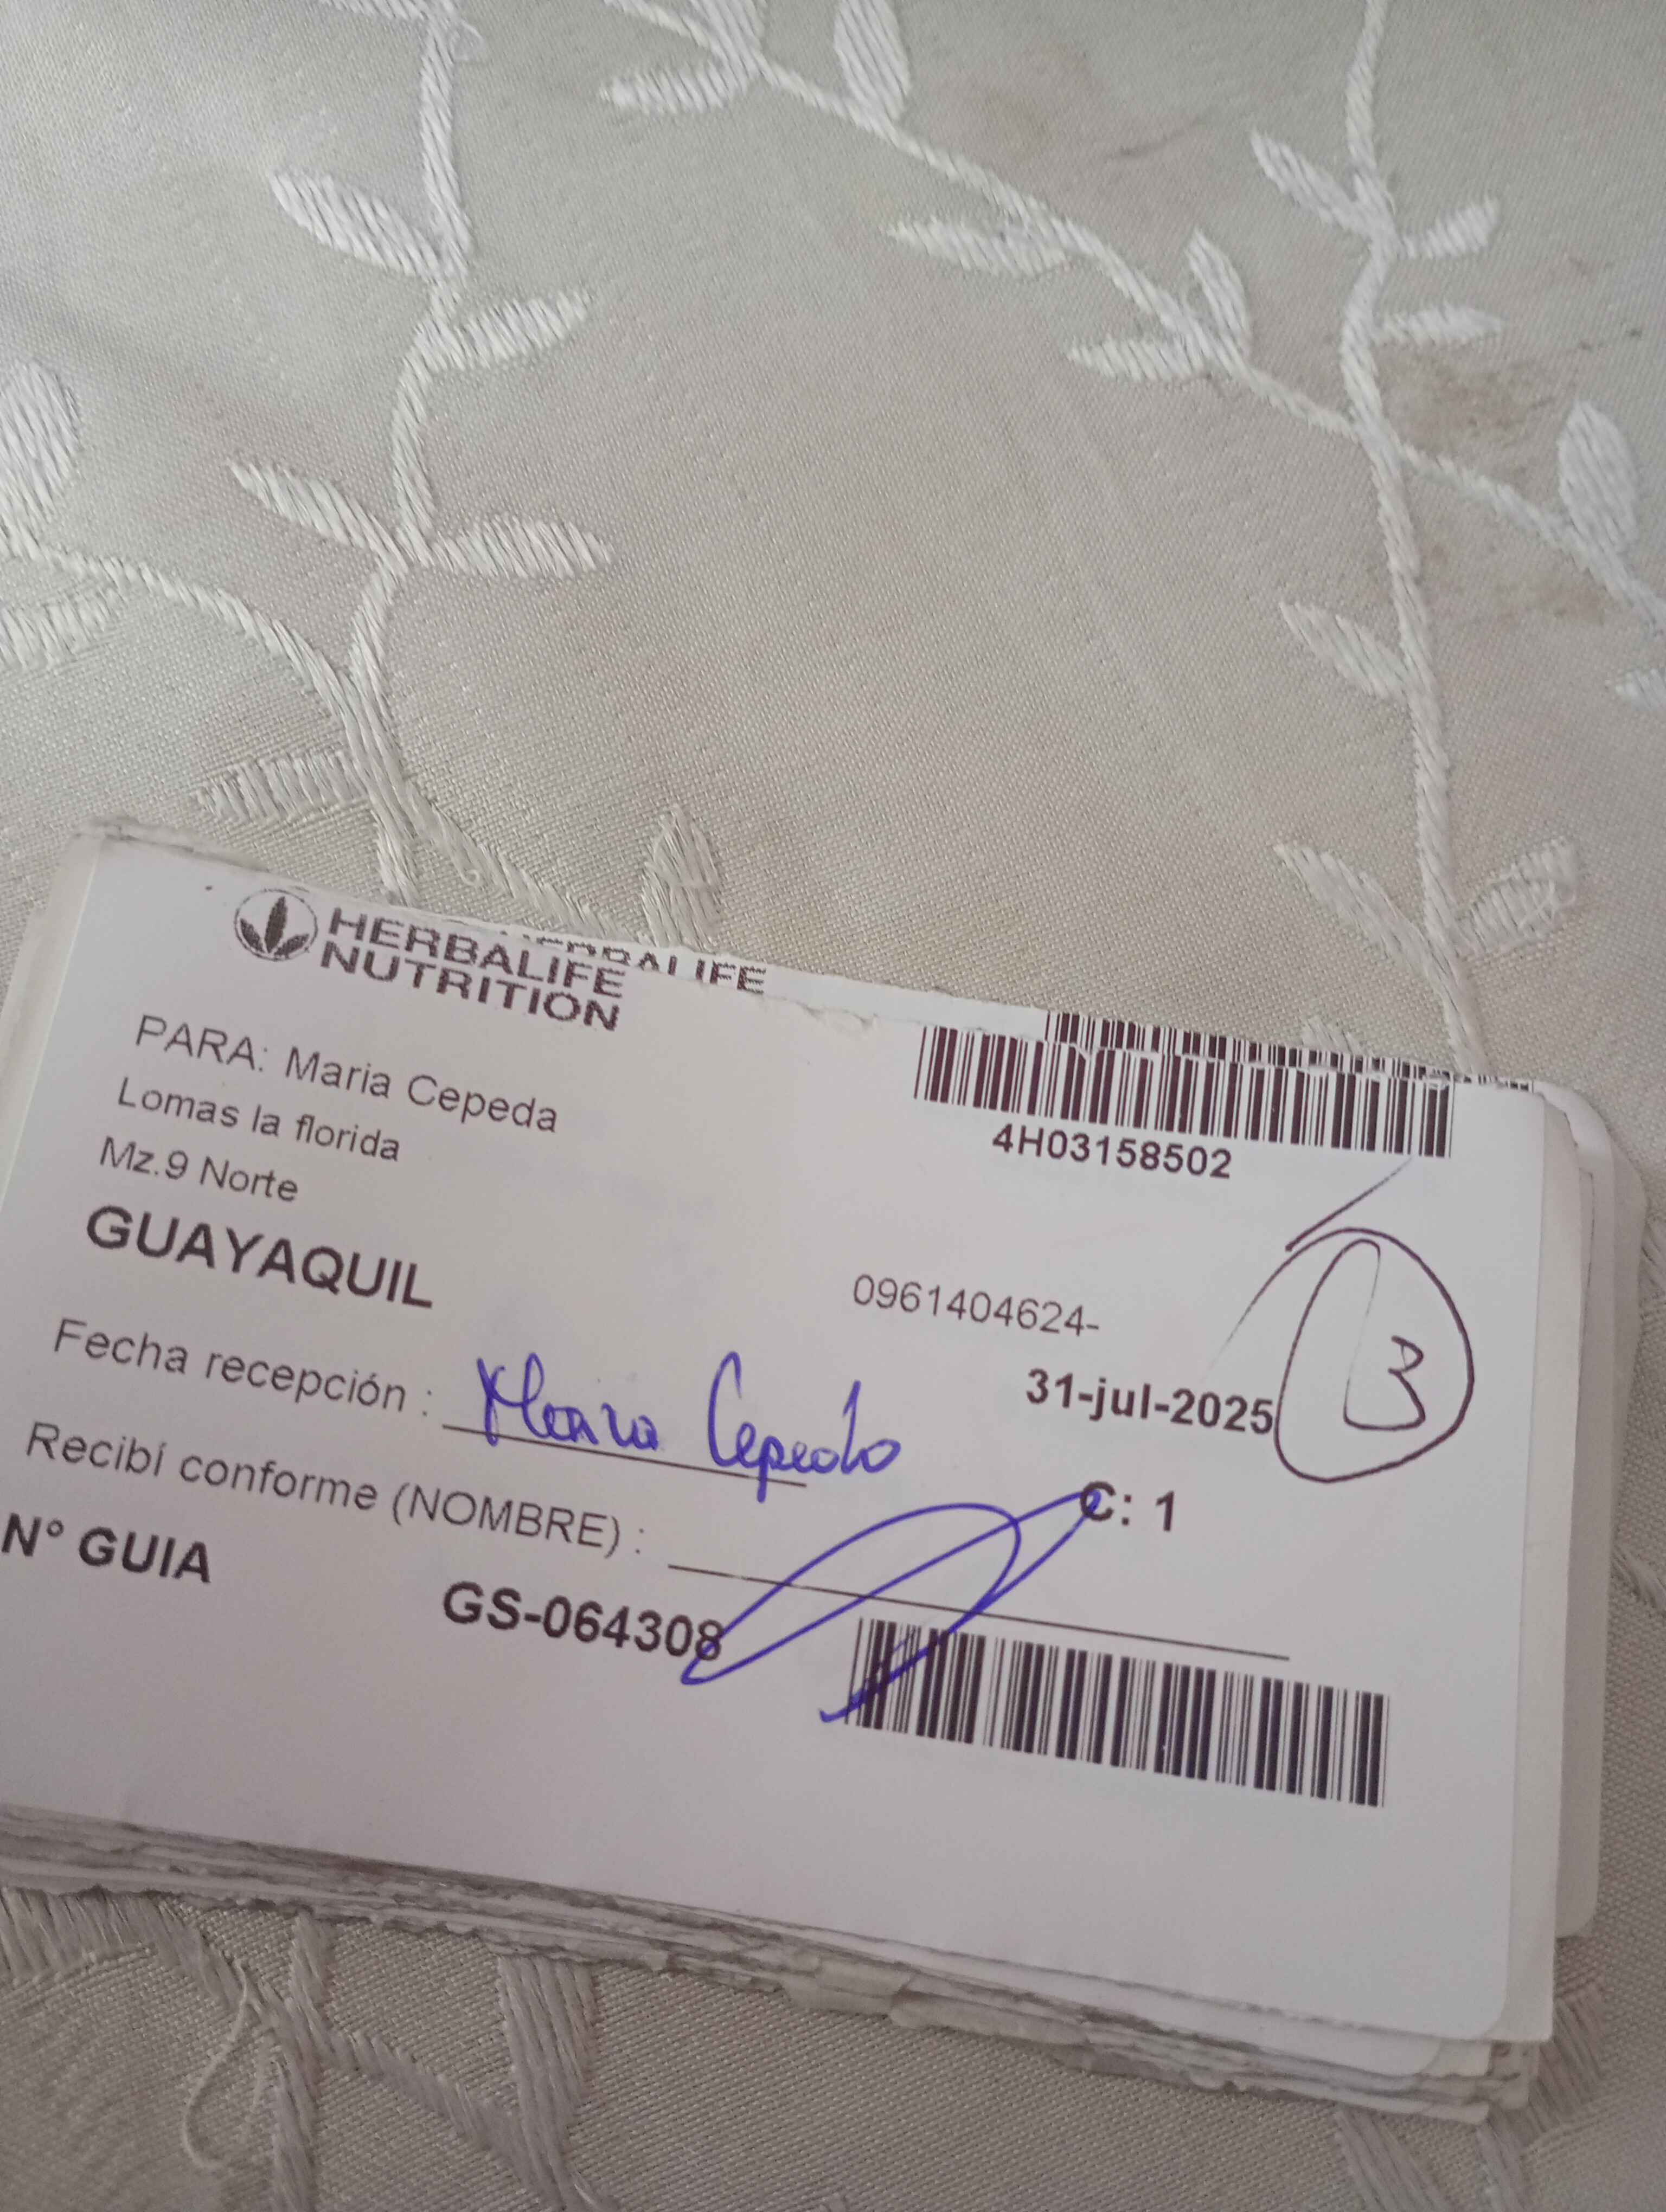 HERBALIFE
HERBALIFE
NUTRITION
4H03158502
PARA: Maria Cepeda
Lomas la florida
Mz.9 Norte
GUAYAQUIL
0961404624-
31-jul-2025
3
Fecha recepción : Maria Cepeda
Recibí conforme (NOMBRE) :
C: 1
N° GUIA
GS-064308